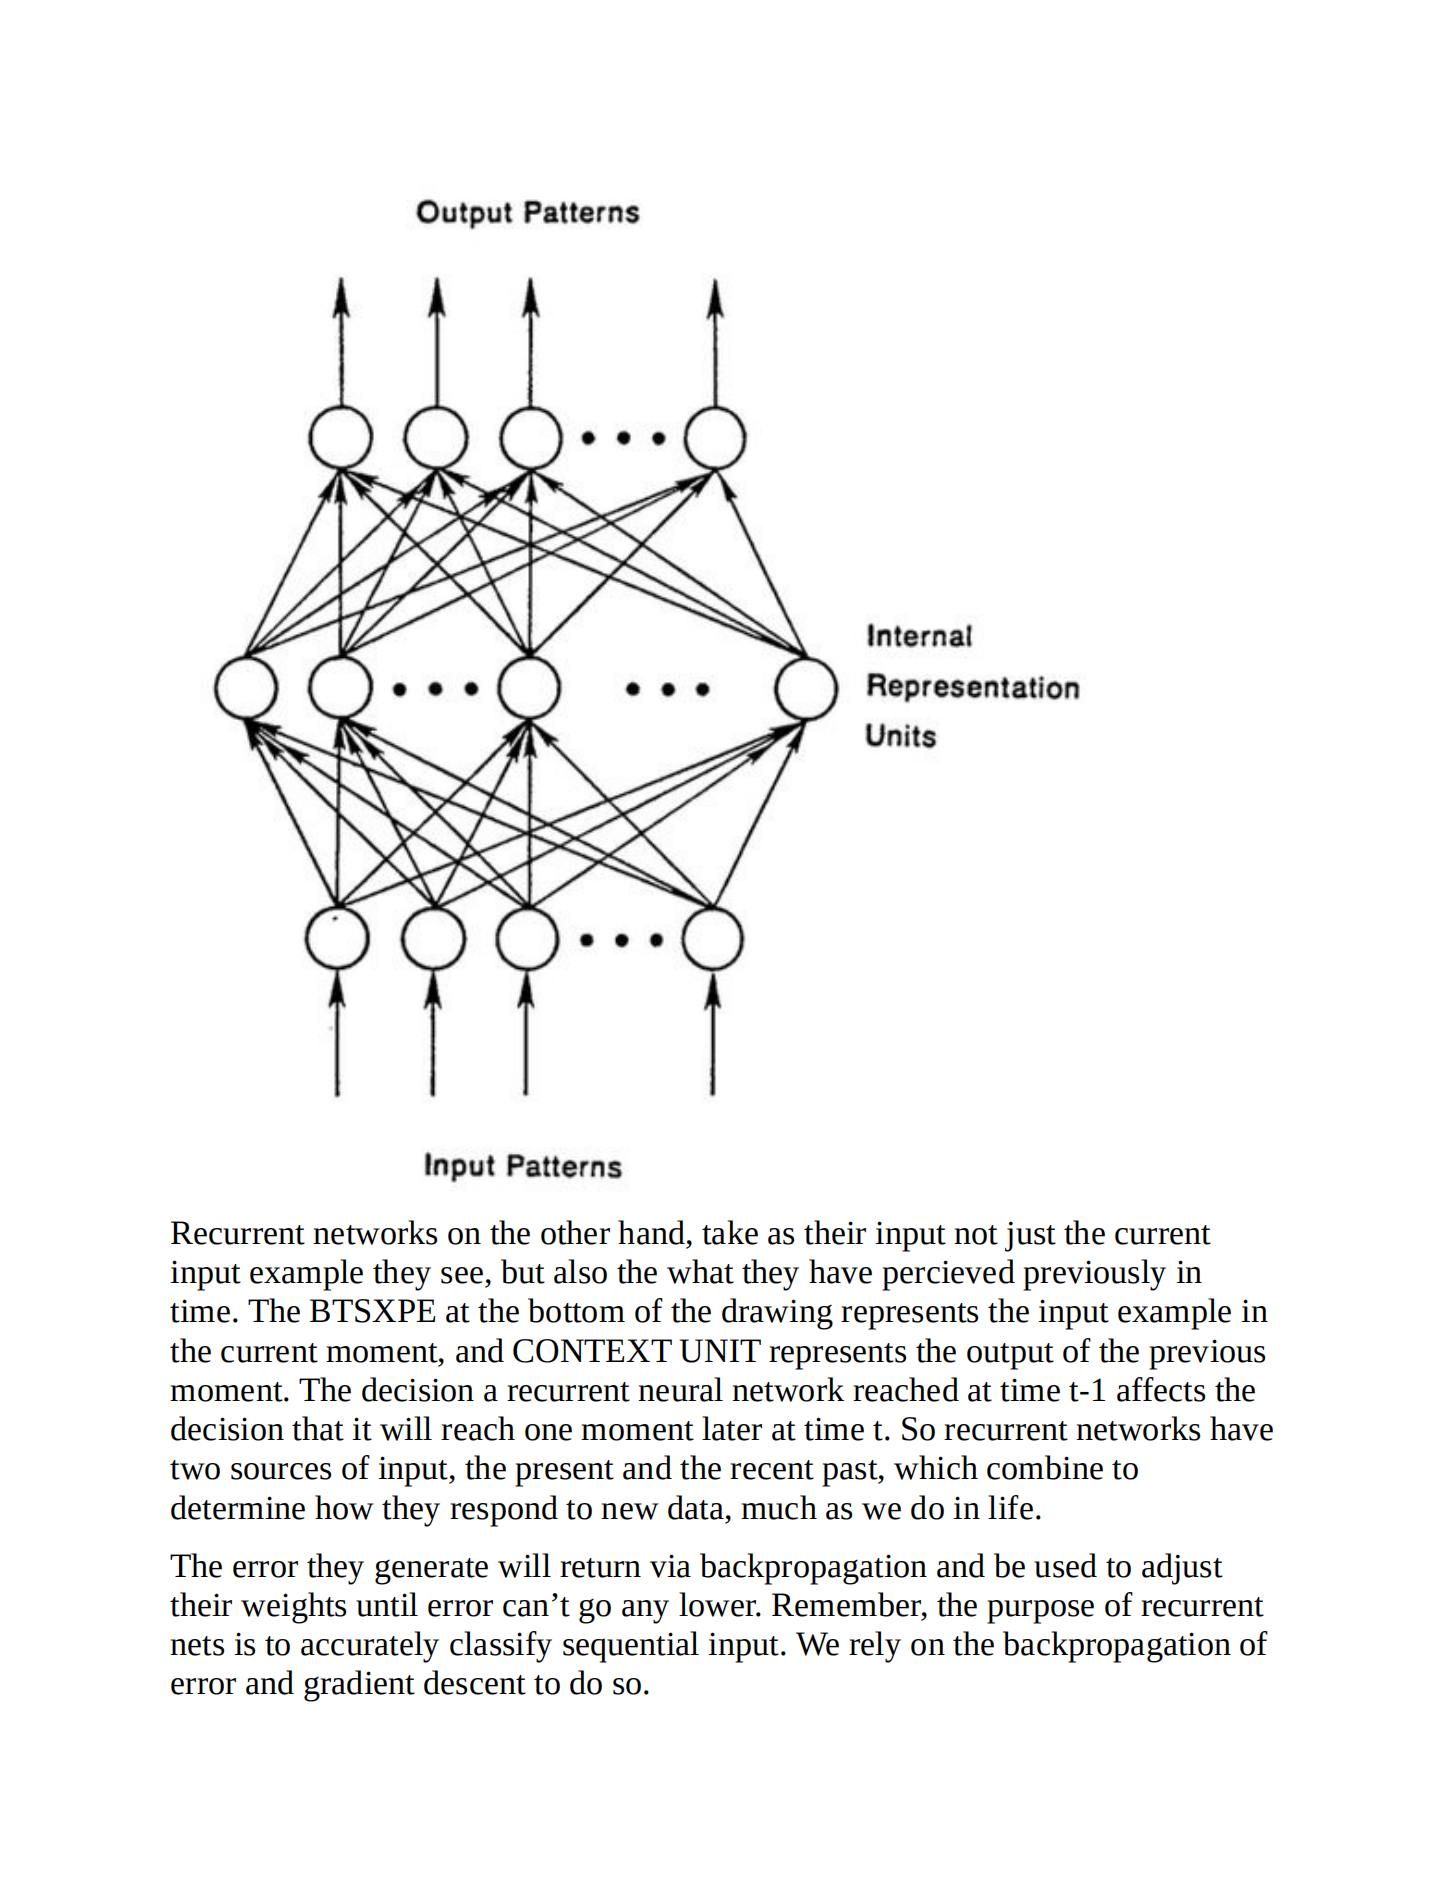 Output Patterns
Internal
Representation
Units
Input Patterns
Recurrent networks on the other hand, take as their input not just the current
input example they see, but also the what they have percieved previously in
time. The BTSXPE at the bottom of the drawing represents the input example in
the current moment, and CONTEXT UNIT represents the output of the previous
moment. The decision a recurrent neural network reached at time t-1 affects the
decision that it will reach one moment later at time t. So recurrent networks have
two sources of input, the present and the recent past, which combine to
determine how they respond to new data, much as we do in life.
The error they generate will return via backpropagation and be used to adjust
their weights until error can’t go any lower. Remember, the purpose of recurrent
nets is to accurately classify sequential input. We rely on the backpropagation of
error and gradient descent to do so.